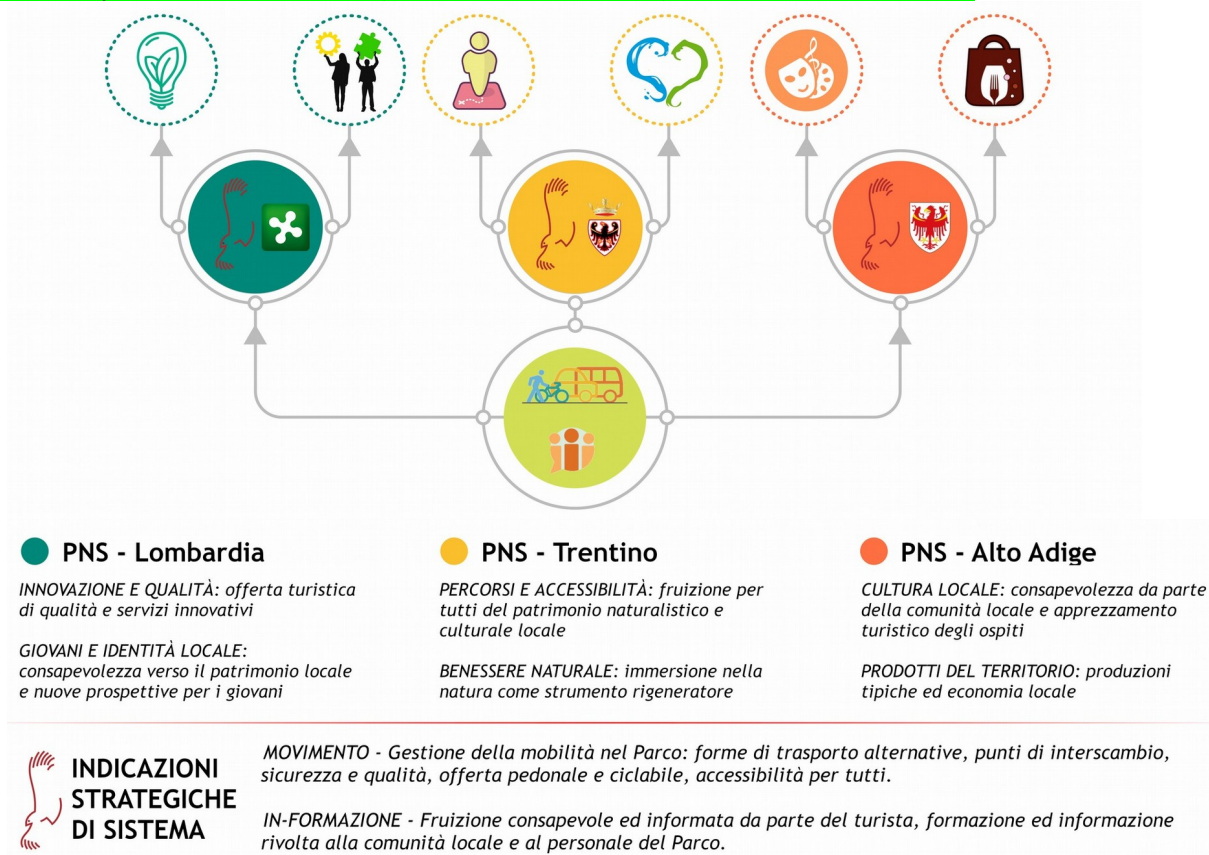 PNS - Lombardia
INNOVAZIONE E QUALITÀ: offerta turistica
di qualità e servizi innovativi
GIOVANI E IDENTITÀ LOCALE:
consapevolezza verso il patrimonio locale
e nuove prospettive per i giovani
PNS - Trentino
PERCORSI E ACCESSIBILITÀ: fruizione per
tutti del patrimonio naturalistico e
culturale locale
BENESSERE NATURALE: immersione nella
natura come strumento rigeneratore
PNS - Alto Adige
CULTURA LOCALE: consapevolezza da parte
della comunità locale e apprezzamento
turistico degli ospiti
PRODOTTI DEL TERRITORIO: produzioni
tipiche ed economia locale
INDICAZIONI
STRATEGICHE
DI SISTEMA
MOVIMENTO - Gestione della mobilità nel Parco: forme di trasporto alternative, punti di interscambio,
sicurezza e qualità, offerta pedonale e ciclabile, accessibilità per tutti.
IN-FORMAZIONE - Fruizione consapevole ed informata da parte del turista, formazione ed informazione
rivolta alla comunità locale e al personale del Parco.